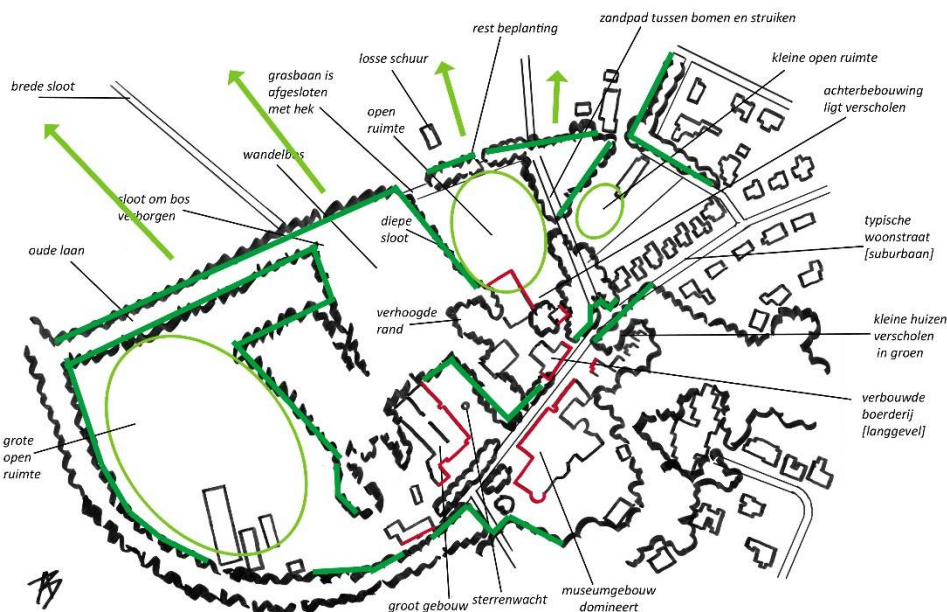 zandpad tussen bomen en struiken
rest beplanting
losse schuur
kleine open ruimte
grasbaan is
afgesloten
met hek
brede sloot
achterbebouwing
ligt verscholen
open
ruimte
wandelbos
sloot om bos
verborgen
diepe
sloot
oude laan
typische
woonstraat
[suburbaan]
verhoogde
rand
kleine huizen
verscholen
in groen
verbouwde
boerderij
[langgevel]
grote
open
ruimte
groot gebouw
sterrenwacht
museumgebouw
domineert